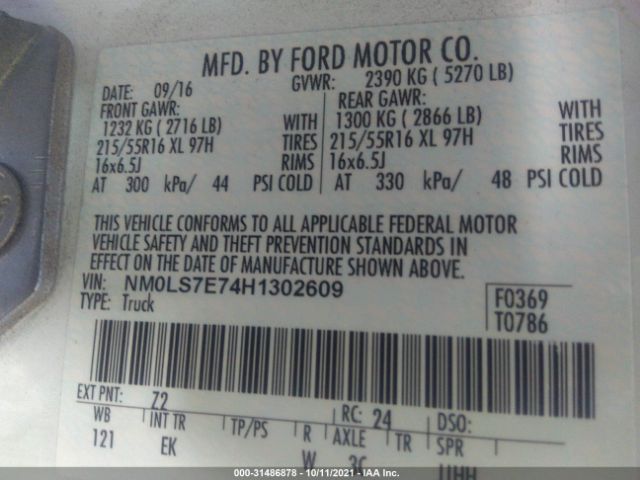 MFD. BY FORD MOTOR CO.
DATE: 09/16 GVWR: 2390 KG ( 5270 LB)
FRONT GAWR: REAR GAWR:
1232 KG ( 2716 LB) WITH 1300 KG ( 2866 LB) WITH
215/55R16 XL 97H TIRES 215/55R16 XL 97H TIRES
16x6.5J RIMS 16x6.5J RIMS
AT 300 kPa/ 44 PSI COLD AT 330 kPa/ 48 PSI COLD
THIS VEHICLE CONFORMS TO ALL APPLICABLE FEDERAL MOTOR
VEHICLE SAFETY AND THEFT PREVENTION STANDARDS IN
EFFECT ON THE DATE OF MANUFACTURE SHOWN ABOVE.
VIN: NM0LS7E74H1302609 F0369
TYPE: Truck T0786
EXT PNT: Z2 RC: 24 DSO:
WB INT TR TP/PS R AXLE TR SPR
121 EK W 3C
000-31486878 - 10/11/2021 - IAA Inc.